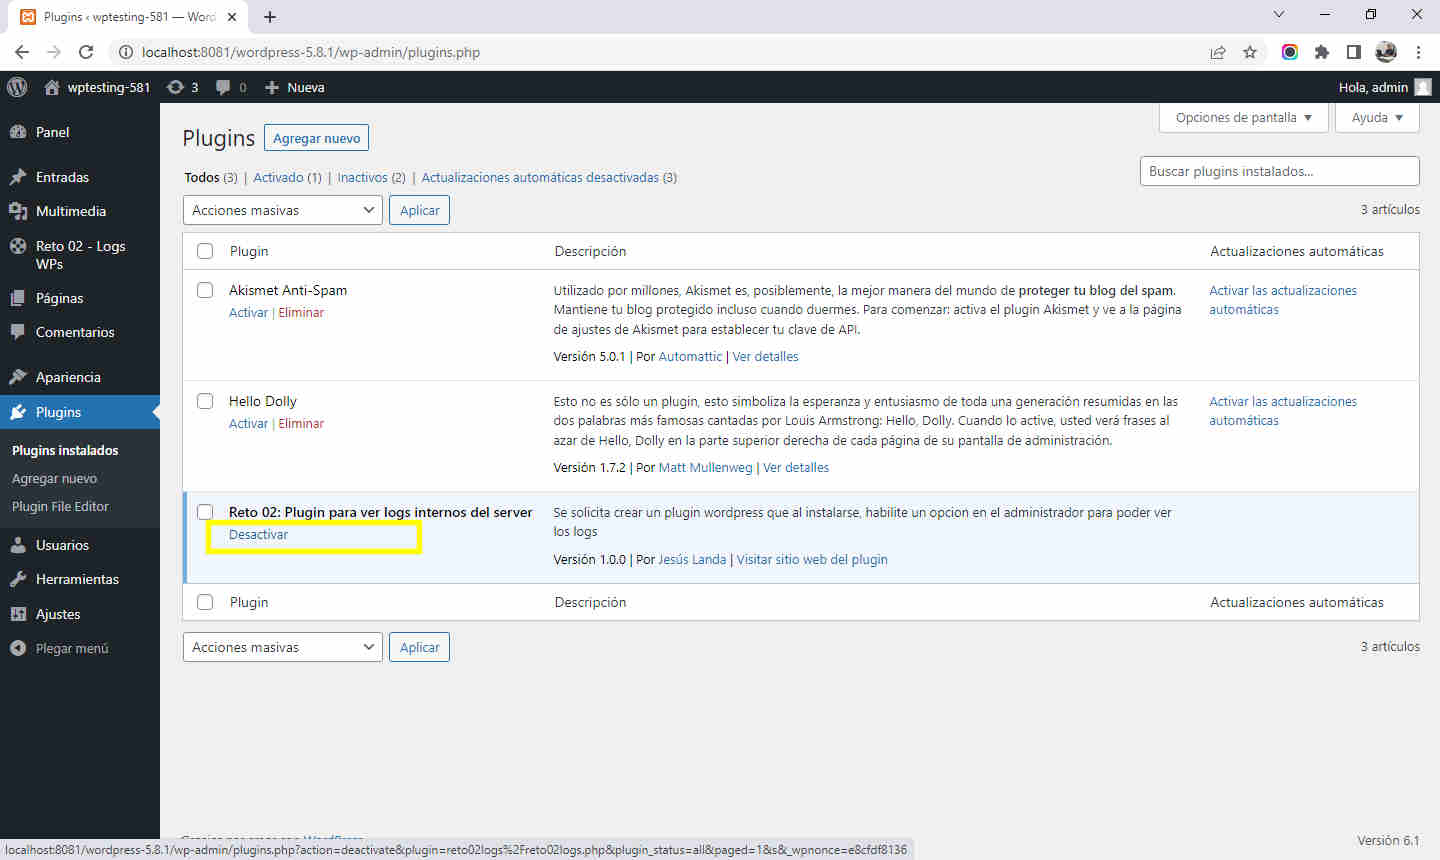 Plugins ‹ wptesting-581 — Word
localhost:8081/wordpress-5.8.1/wp-admin/plugins.php
wptesting-581
3
0
Nueva
Hola, admin
Panel
Entradas
Multimedia
Reto 02 - Logs
WPs
Páginas
Comentarios
Apariencia
Plugins
Plugins instalados
Agregar nuevo
Plugin File Editor
Usuarios
Herramientas
Ajustes
Plegar menú
Opciones de pantalla
Ayuda
Plugins
Agregar nuevo
Todos (3) | Activado (1) | Inactivos (2) | Actualizaciones automáticas desactivadas (3)
Buscar plugins instalados...
Acciones masivas
Aplicar
3 artículos
Plugin
Descripción
Actualizaciones automáticas
Akismet Anti-Spam
Activar | Eliminar
Utilizado por millones, Akismet es, posiblemente, la mejor manera del mundo de proteger tu blog del spam.
Mantiene tu blog protegido incluso cuando duermes. Para comenzar: activa el plugin Akismet y ve a la página
de ajustes de Akismet para establecer tu clave de API.
Versión 5.0.1 | Por Automattic | Ver detalles
Activar las actualizaciones
automáticas
Hello Dolly
Activar | Eliminar
Esto no es sólo un plugin, esto simboliza la esperanza y entusiasmo de toda una generación resumidas en las
dos palabras más famosas cantadas por Louis Armstrong: Hello, Dolly. Cuando lo active, usted verá frases al
azar de Hello, Dolly en la parte superior derecha de cada página de su pantalla de administración.
Versión 1.7.2 | Por Matt Mullenweg | Ver detalles
Activar las actualizaciones
automáticas
Reto 02: Plugin para ver logs internos del server
Desactivar
Se solicita crear un plugin wordpress que al instalarse, habilite un opcion en el administrador para poder ver
los logs
Versión 1.0.0 | Por Jesús Landa | Visitar sitio web del plugin
Plugin
Descripción
Actualizaciones automáticas
Acciones masivas
Aplicar
3 artículos
Versión 6.1
localhost:8081/wordpress-5.8.1/wp-admin/plugins.php?action=deactivate&plugin=reto02logs%2Freto02logs.php&plugin_status=all&paged=1&s&_wpnonce=e8cfdf8136